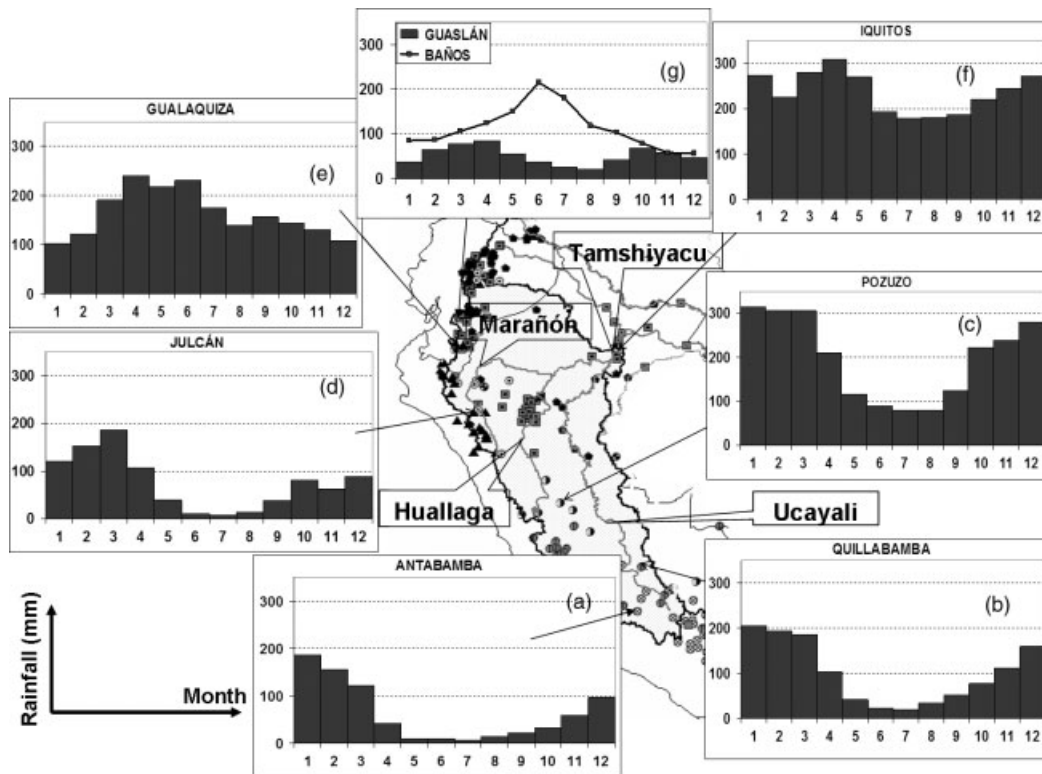 GUASLÁN
BAÑOS
(g)
300
200
100
0
1 2 3 4 5 6 7 8 9 10 11 12
IQUITOS
(f)
300
200
100
0
1 2 3 4 5 6 7 8 9 10 11 12
GUALAQUIZA
(e)
300
200
100
0
1 2 3 4 5 6 7 8 9 10 11 12
Tamshiyacu
Marañón
POZUZO
(c)
300
200
100
0
1 2 3 4 5 6 7 8 9 10 11 12
JULCÁN
(d)
300
200
100
0
1 2 3 4 5 6 7 8 9 10 11 12
Huallaga
Ucayali
QUILLABAMBA
(b)
300
200
100
0
1 2 3 4 5 6 7 8 9 10 11 12
ANTABAMBA
(a)
300
200
100
0
1 2 3 4 5 6 7 8 9 10 11 12
Rainfall (mm)
Month